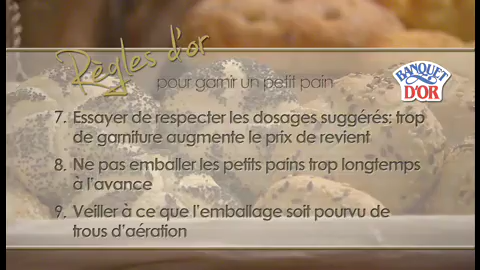 Règles d'or
pour garnir un petit pain
BANQUET
D'OR
7. Essayer de respecter les dosages suggérés: trop
de garniture augmente le prix de revient
8. Ne pas emballer les petits pains trop longtemps
à l'avance
9. Veiller à ce que l'emballage soit pourvu de
trous d'aération